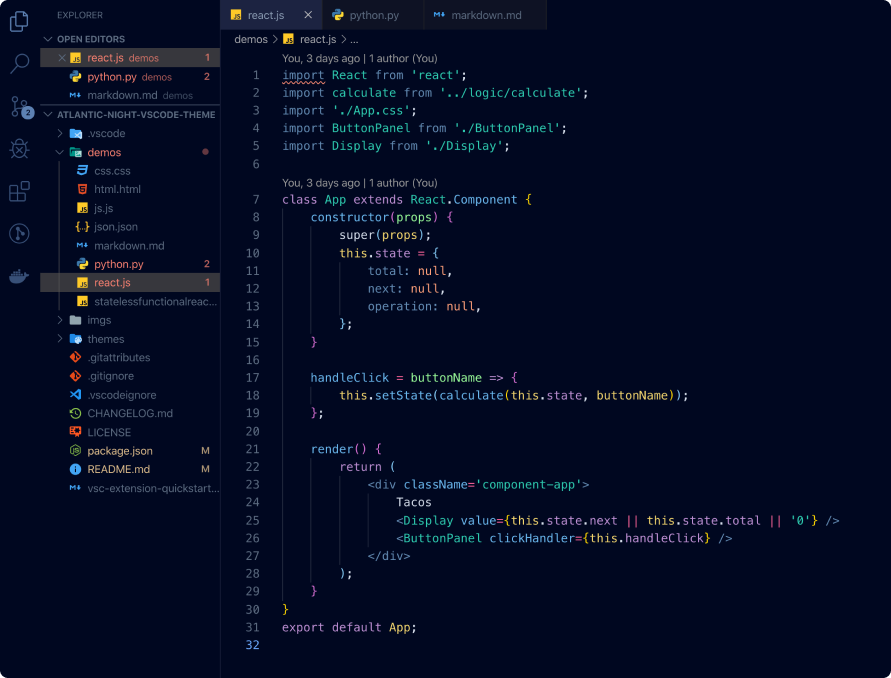 EXPLORER
OPEN EDITORS
react.js demos 1
python.py demos 2
markdown.md demos
2
ATLANTIC-NIGHT-VSCODE-THEME
.vscode
demos
css.css
html.html
js.js
json.json
markdown.md
python.py 2
react.js 1
statelessfunctionalreac...
imgs
themes
.gitattributes
.gitignore
.vscodeignore
CHANGELOG.md
LICENSE
package.json M
README.md M
vsc-extension-quickstart...
react.js python.py markdown.md
demos > react.js > ...
You, 3 days ago | 1 author (You)
1 import React from 'react';
2 import calculate from '../logic/calculate';
3 import './App.css';
4 import ButtonPanel from './ButtonPanel';
5 import Display from './Display';
6
You, 3 days ago | 1 author (You)
7 class App extends React.Component {
8 constructor(props) {
9 super(props);
10 this.state = {
11 total: null,
12 next: null,
13 operation: null,
14 };
15 }
16
17 handleClick = buttonName => {
18 this.setState(calculate(this.state, buttonName));
19 };
20
21 render() {
22 return (
23 <div className='component-app'>
24 Tacos
25 <Display value={this.state.next || this.state.total || '0'} />
26 <ButtonPanel clickHandler={this.handleClick} />
27 </div>
28 );
29 }
30 }
31 export default App;
32